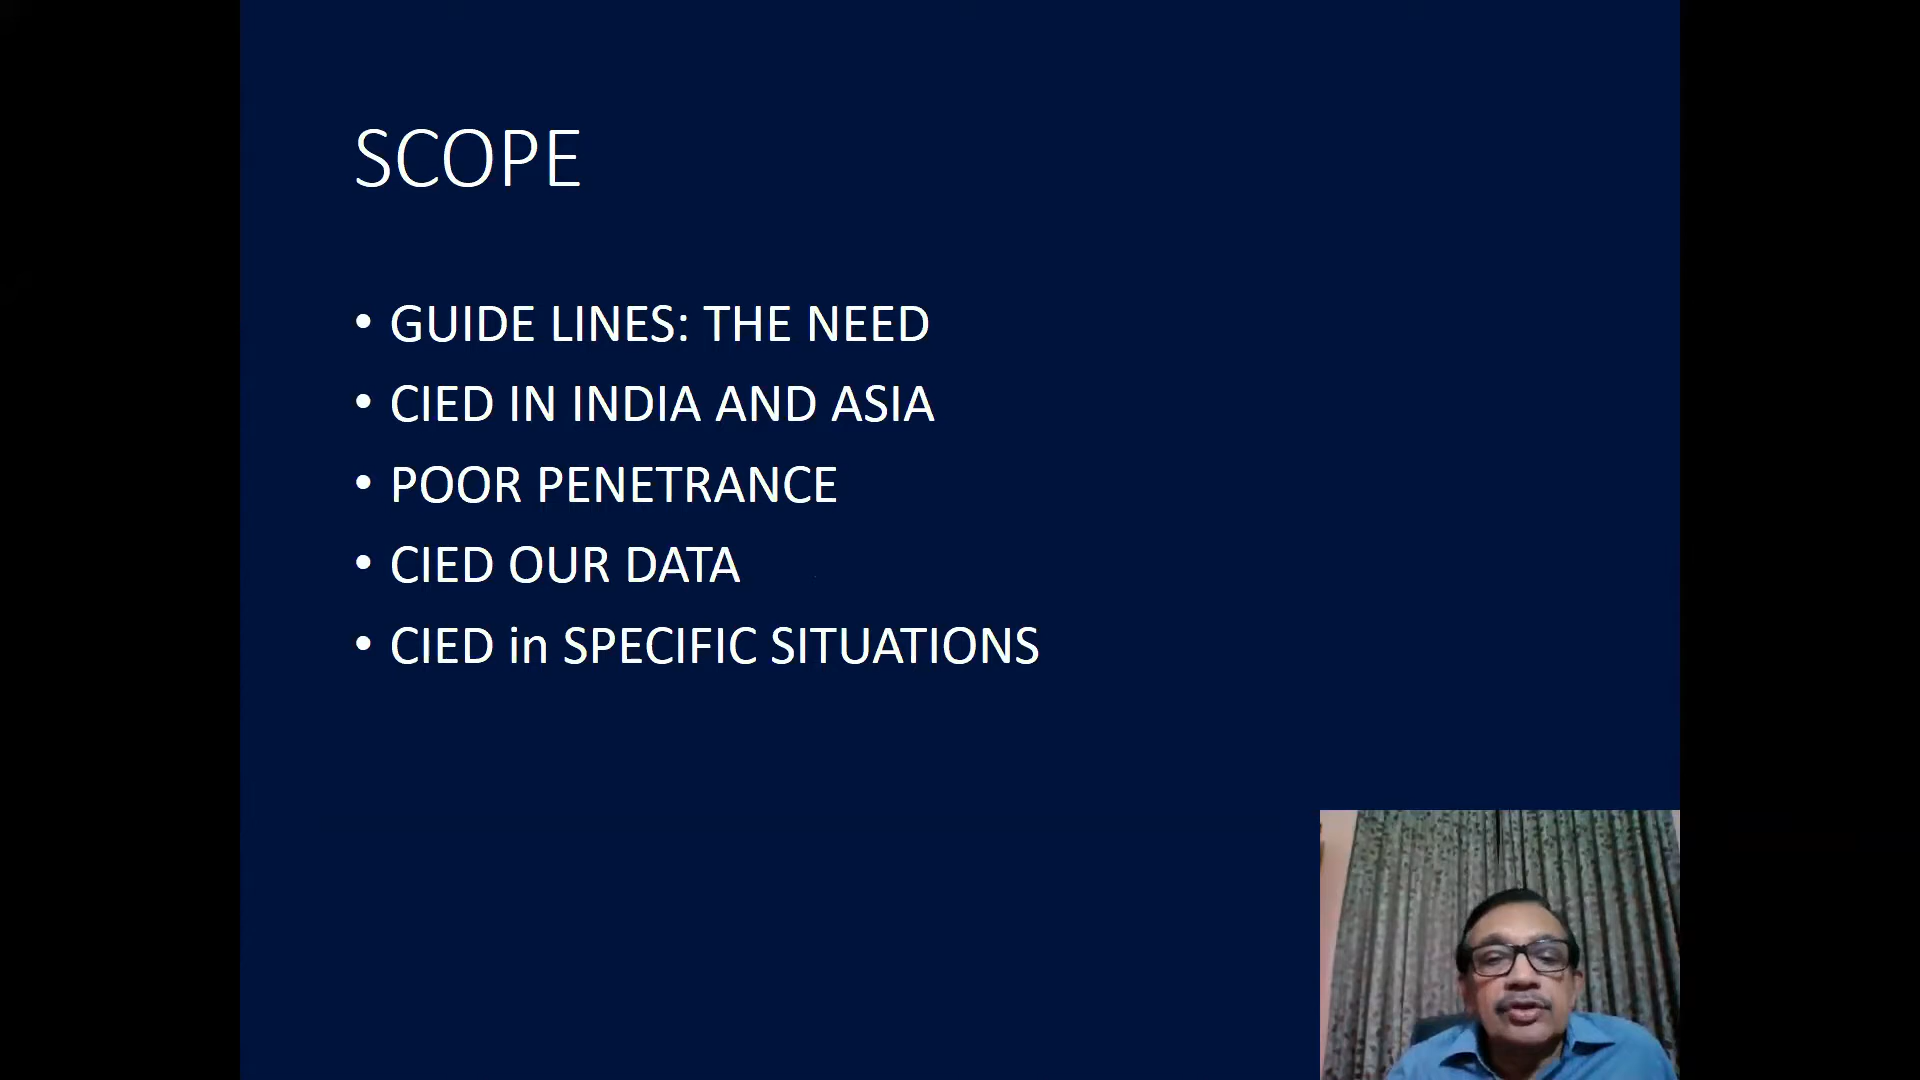 SCOPE
• GUIDE LINES: THE NEED
• CIED IN INDIA AND ASIA
• POOR PENETRANCE
• CIED OUR DATA
• CIED in SPECIFIC SITUATIONS